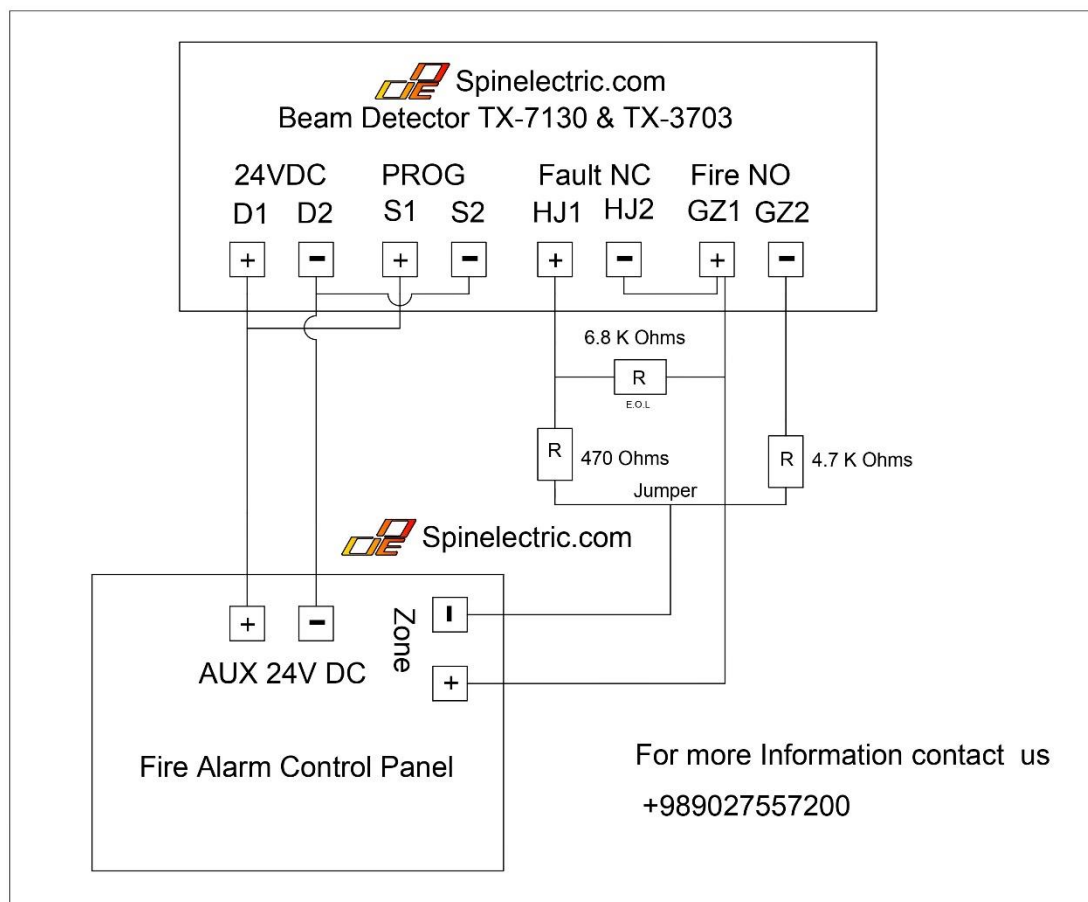 Spinelectric.com
Beam Detector TX-7130 & TX-3703
24VDC PROG Fault NC Fire NO
D1 D2 S1 S2 HJ1 HJ2 GZ1 GZ2
+ - + - + - + -
6.8 K Ohms
R
E.O.L
R 470 Ohms
R 4.7 K Ohms
Jumper
Spinelectric.com
+ - Zone -
+
AUX 24V DC
Fire Alarm Control Panel
For more Information contact us
+989027557200